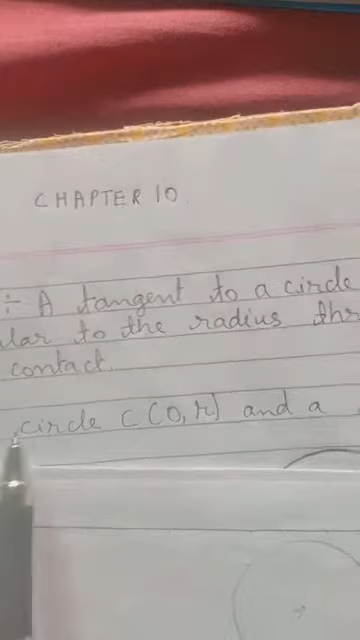 CHAPTER 10
÷ A tangent to a circle
lar to the radius thr
contact.
circle C (O, r) and a